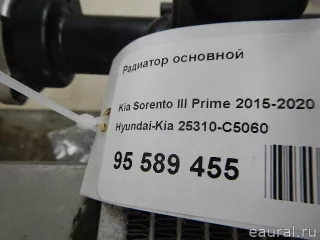 Радиатор основной
Kia Sorento III Prime 2015-2020
Hyundai-Kia 25310-C5060
95 589 455
eaural.ru